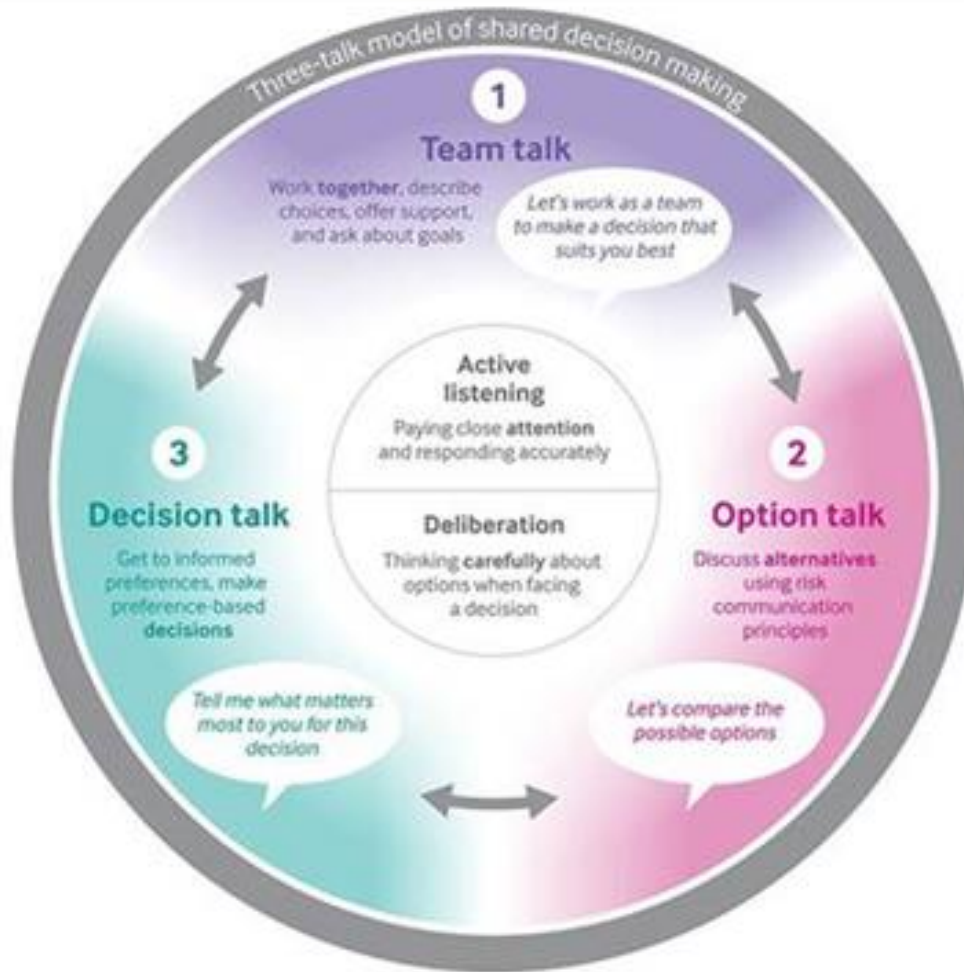 Three-talk model of shared decision making
1
Team talk
Work together, describe
choices, offer support,
and ask about goals
Let's work as a team
to make a decision that
suits you best
Active
listening
Paying close attention
and responding accurately
Deliberation
Thinking carefully about
options when facing
a decision
2
Option talk
Discuss alternatives
using risk
communication
principles
Let's compare the
possible options
3
Decision talk
Get to informed
preferences, make
preference-based
decisions
Tell me what matters
most to you for this
decision